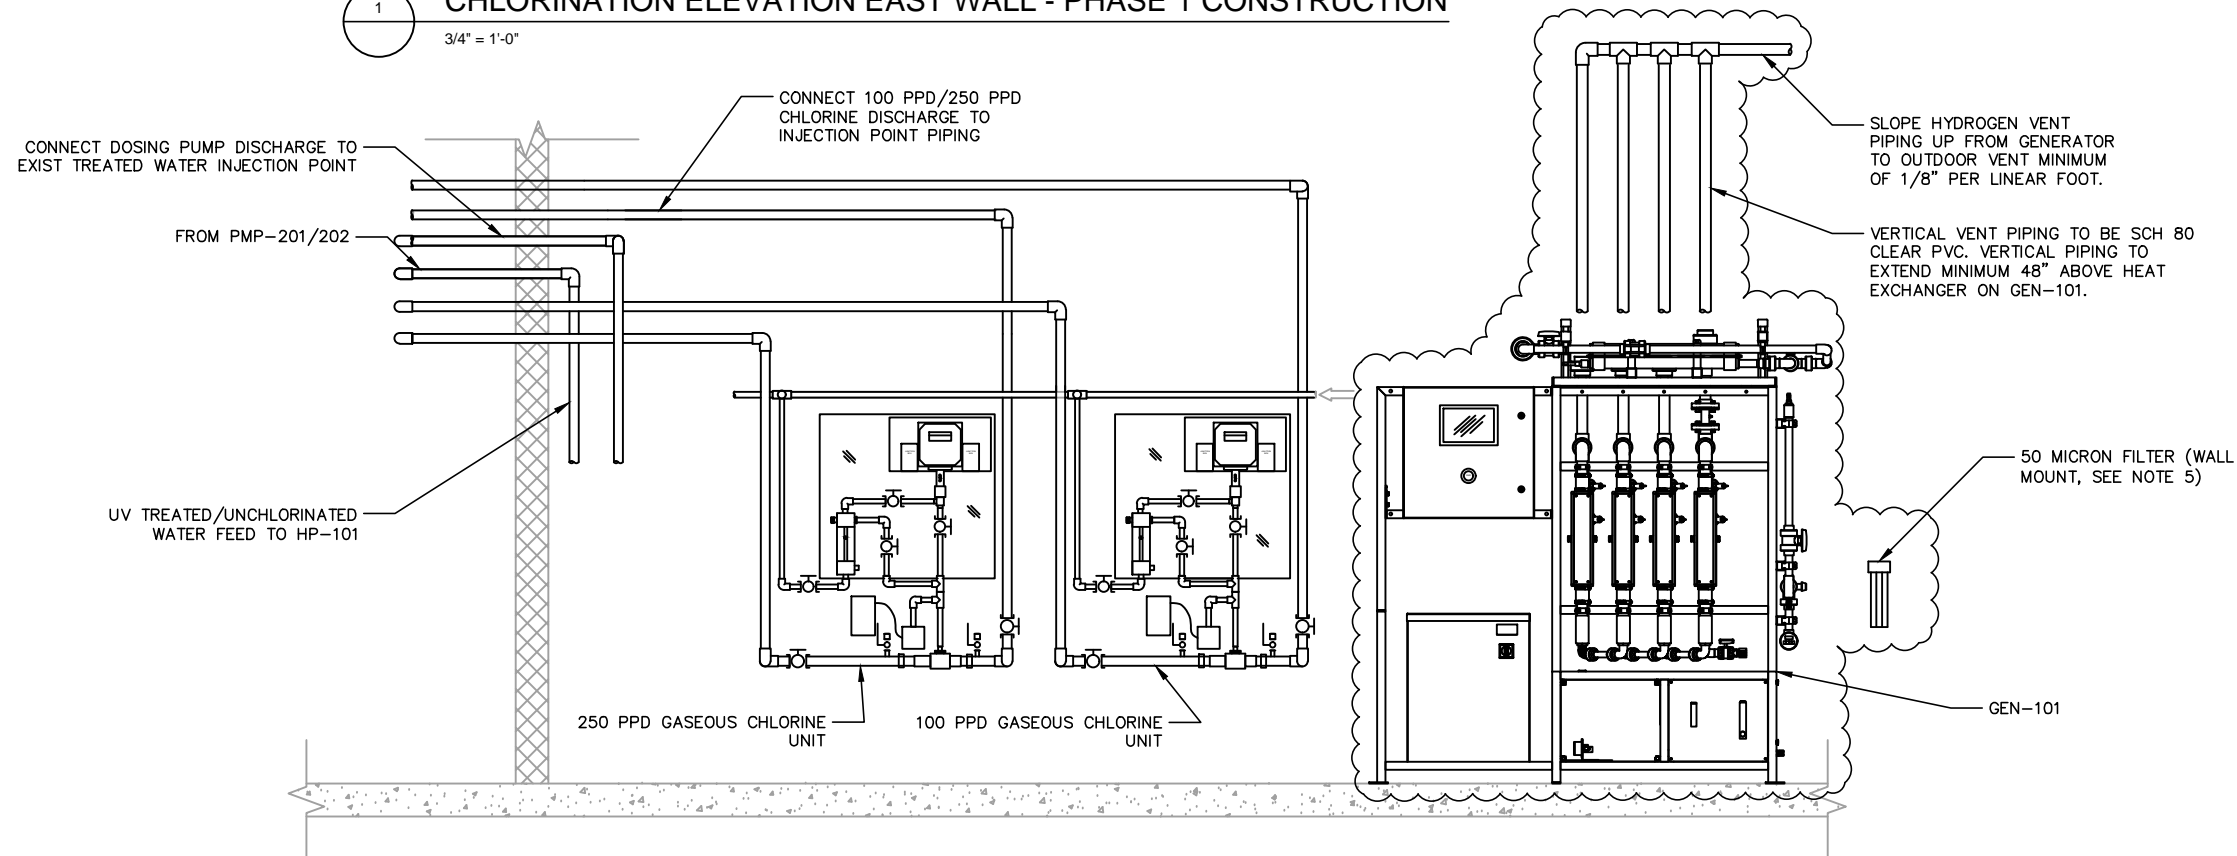 1
CHLORINATION ELEVATION EAST WALL - PHASE 1 CONSTRUCTION
3/4" = 1'-0"
CONNECT 100 PPD/250 PPD
CHLORINE DISCHARGE TO
INJECTION POINT PIPING
CONNECT DOSING PUMP DISCHARGE TO
EXIST TREATED WATER INJECTION POINT
FROM PMP-201/202
UV TREATED/UNCHLORINATED
WATER FEED TO HP-101
250 PPD GASEOUS CHLORINE
UNIT
100 PPD GASEOUS CHLORINE
UNIT
SLOPE HYDROGEN VENT
PIPING UP FROM GENERATOR
TO OUTDOOR VENT MINIMUM
OF 1/8" PER LINEAR FOOT.
VERTICAL VENT PIPING TO BE SCH 80
CLEAR PVC. VERTICAL PIPING TO
EXTEND MINIMUM 48" ABOVE HEAT
EXCHANGER ON GEN-101.
50 MICRON FILTER (WALL
MOUNT, SEE NOTE 5)
GEN-101